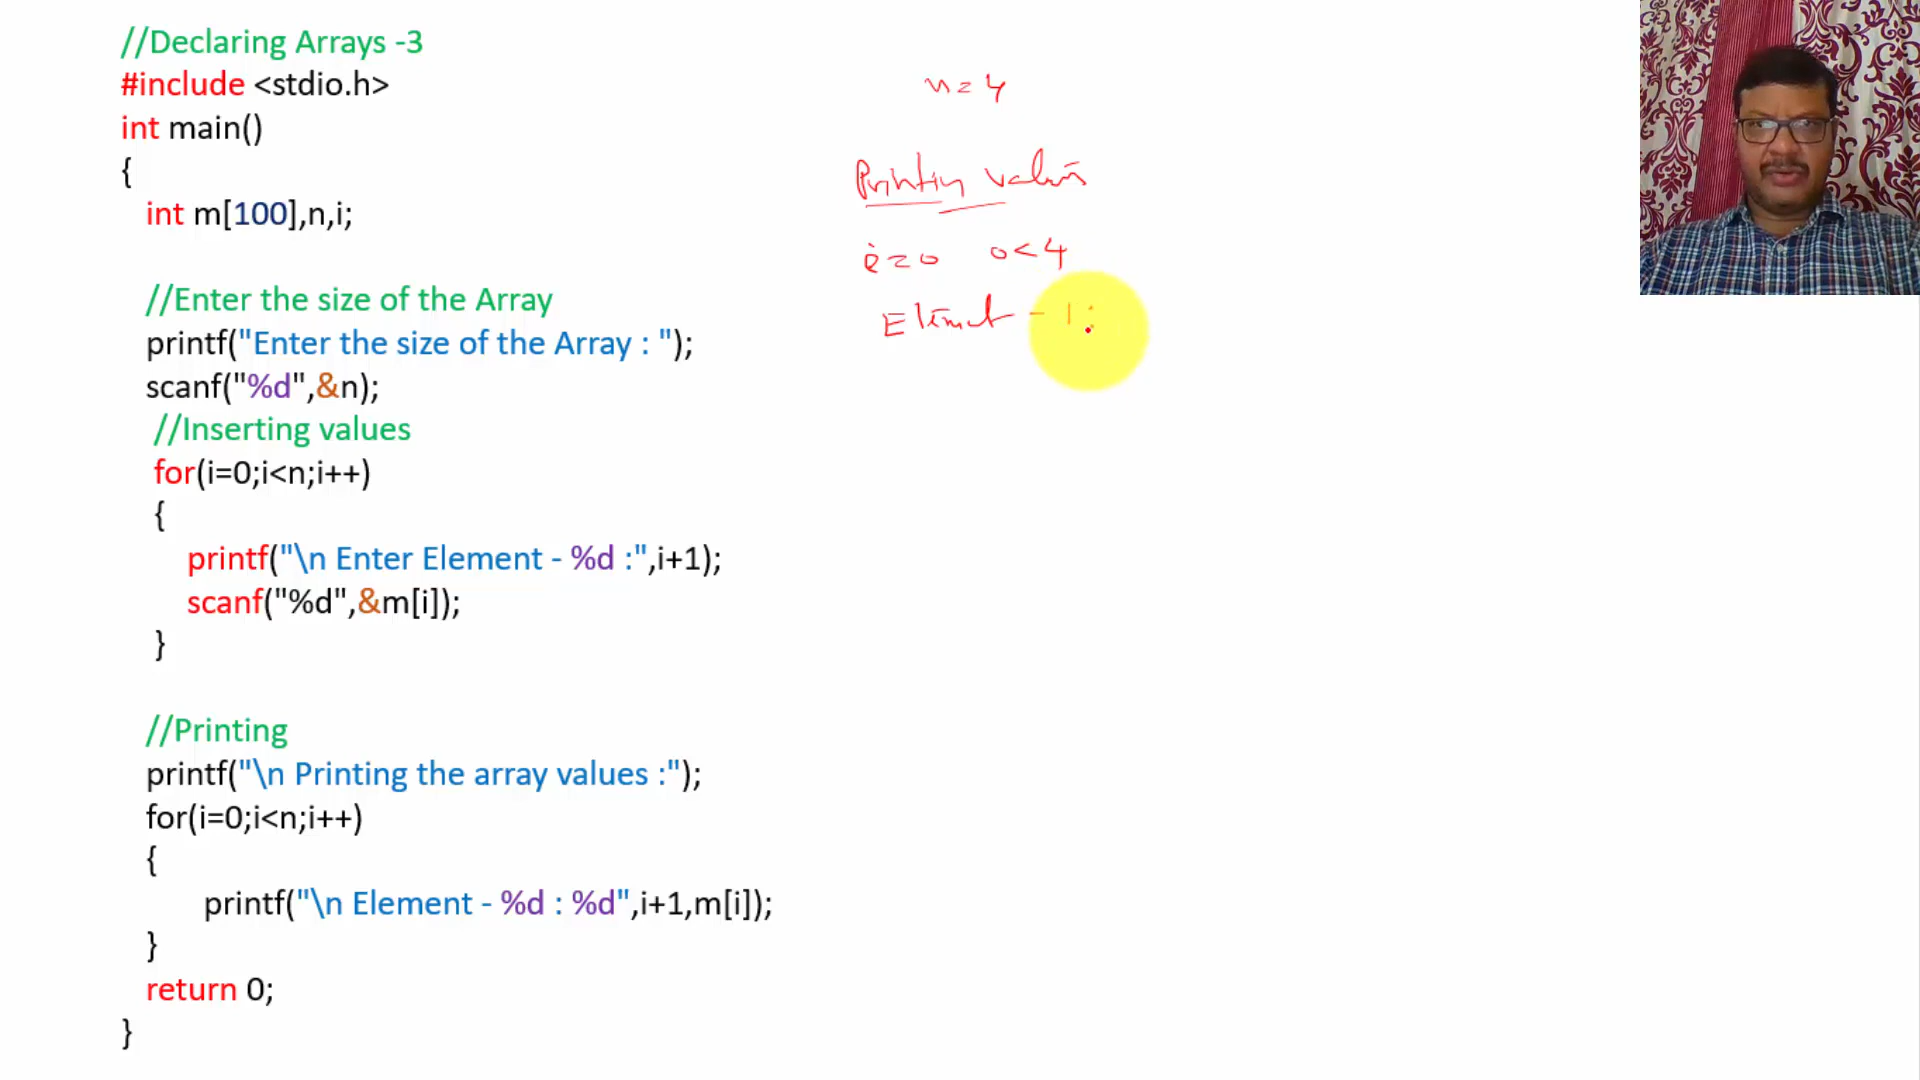 //Declaring Arrays -3
#include <stdio.h>
int main()
{
int m[100],n,i;
//Enter the size of the Array
printf("Enter the size of the Array : ");
scanf("%d",&n);
//Inserting values
for(i=0;i<n;i++)
{
printf("\n Enter Element - %d :",i+1);
scanf("%d",&m[i]);
}
//Printing
printf("\n Printing the array values :");
for(i=0;i<n;i++)
{
printf("\n Element - %d : %d",i+1,m[i]);
}
return 0;
}
n=4
Printing values
i=0 0<4
Element - 1: